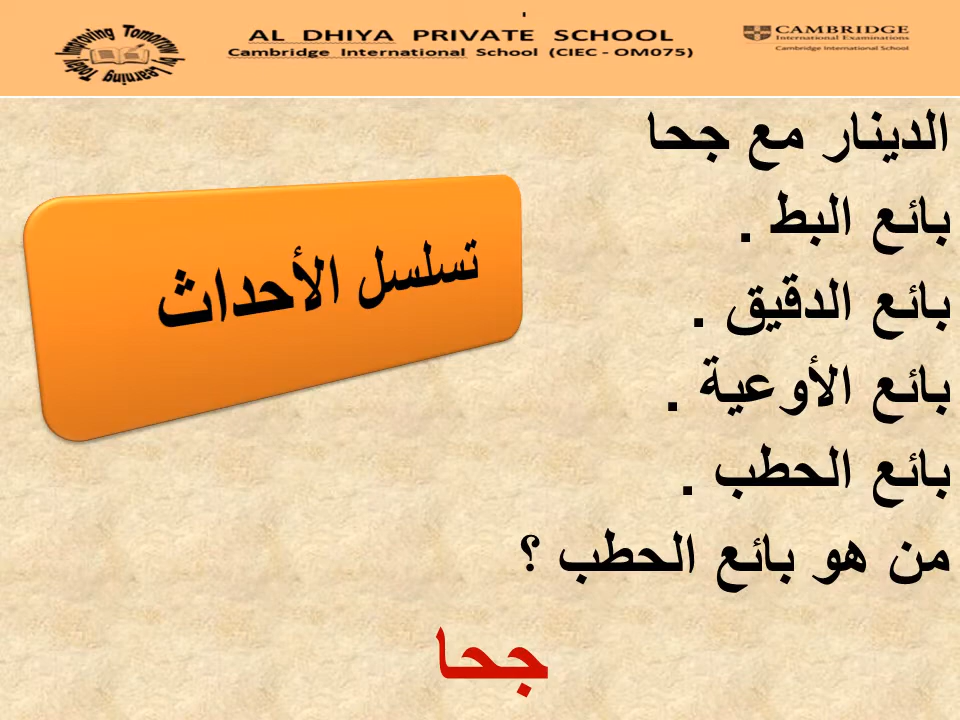 Improving Tomorrow by Learning Today
AL DHIYA PRIVATE SCHOOL
Cambridge International School (CIEC - OM075)
CAMBRIDGE
International Examinations
Cambridge International School
الدينار مع جحا
بائع البط .
تسلسل الأحداث
بائع الدقيق .
بائع الأوعية .
بائع الحطب .
من هو بائع الحطب ؟
جحا